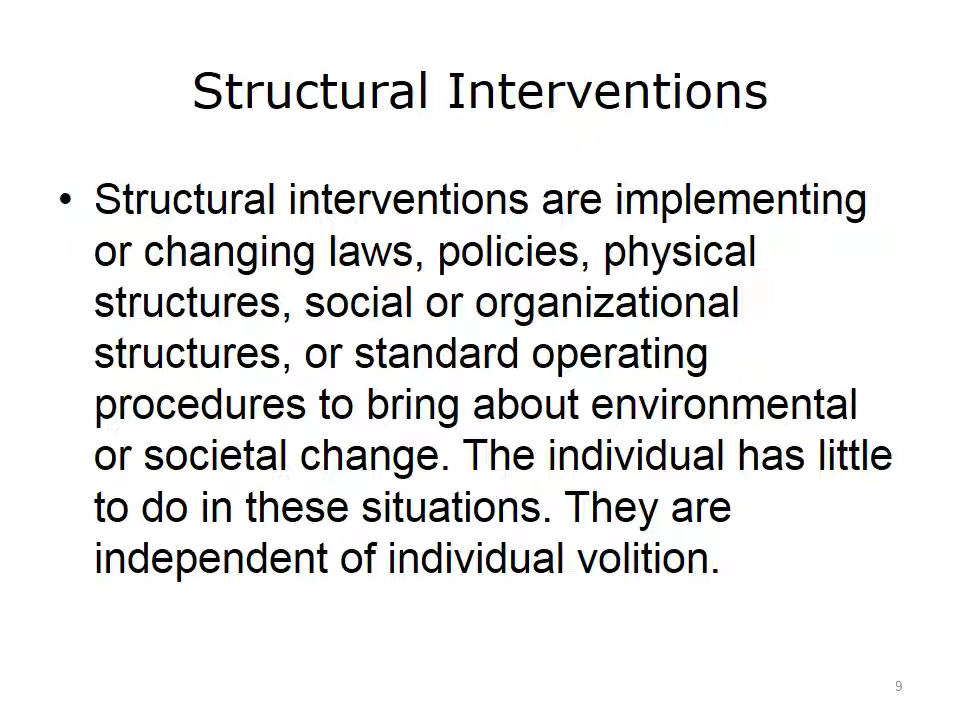 Structural Interventions
• Structural interventions are implementing
or changing laws, policies, physical
structures, social or organizational
structures, or standard operating
procedures to bring about environmental
or societal change. The individual has little
to do in these situations. They are
independent of individual volition.
9